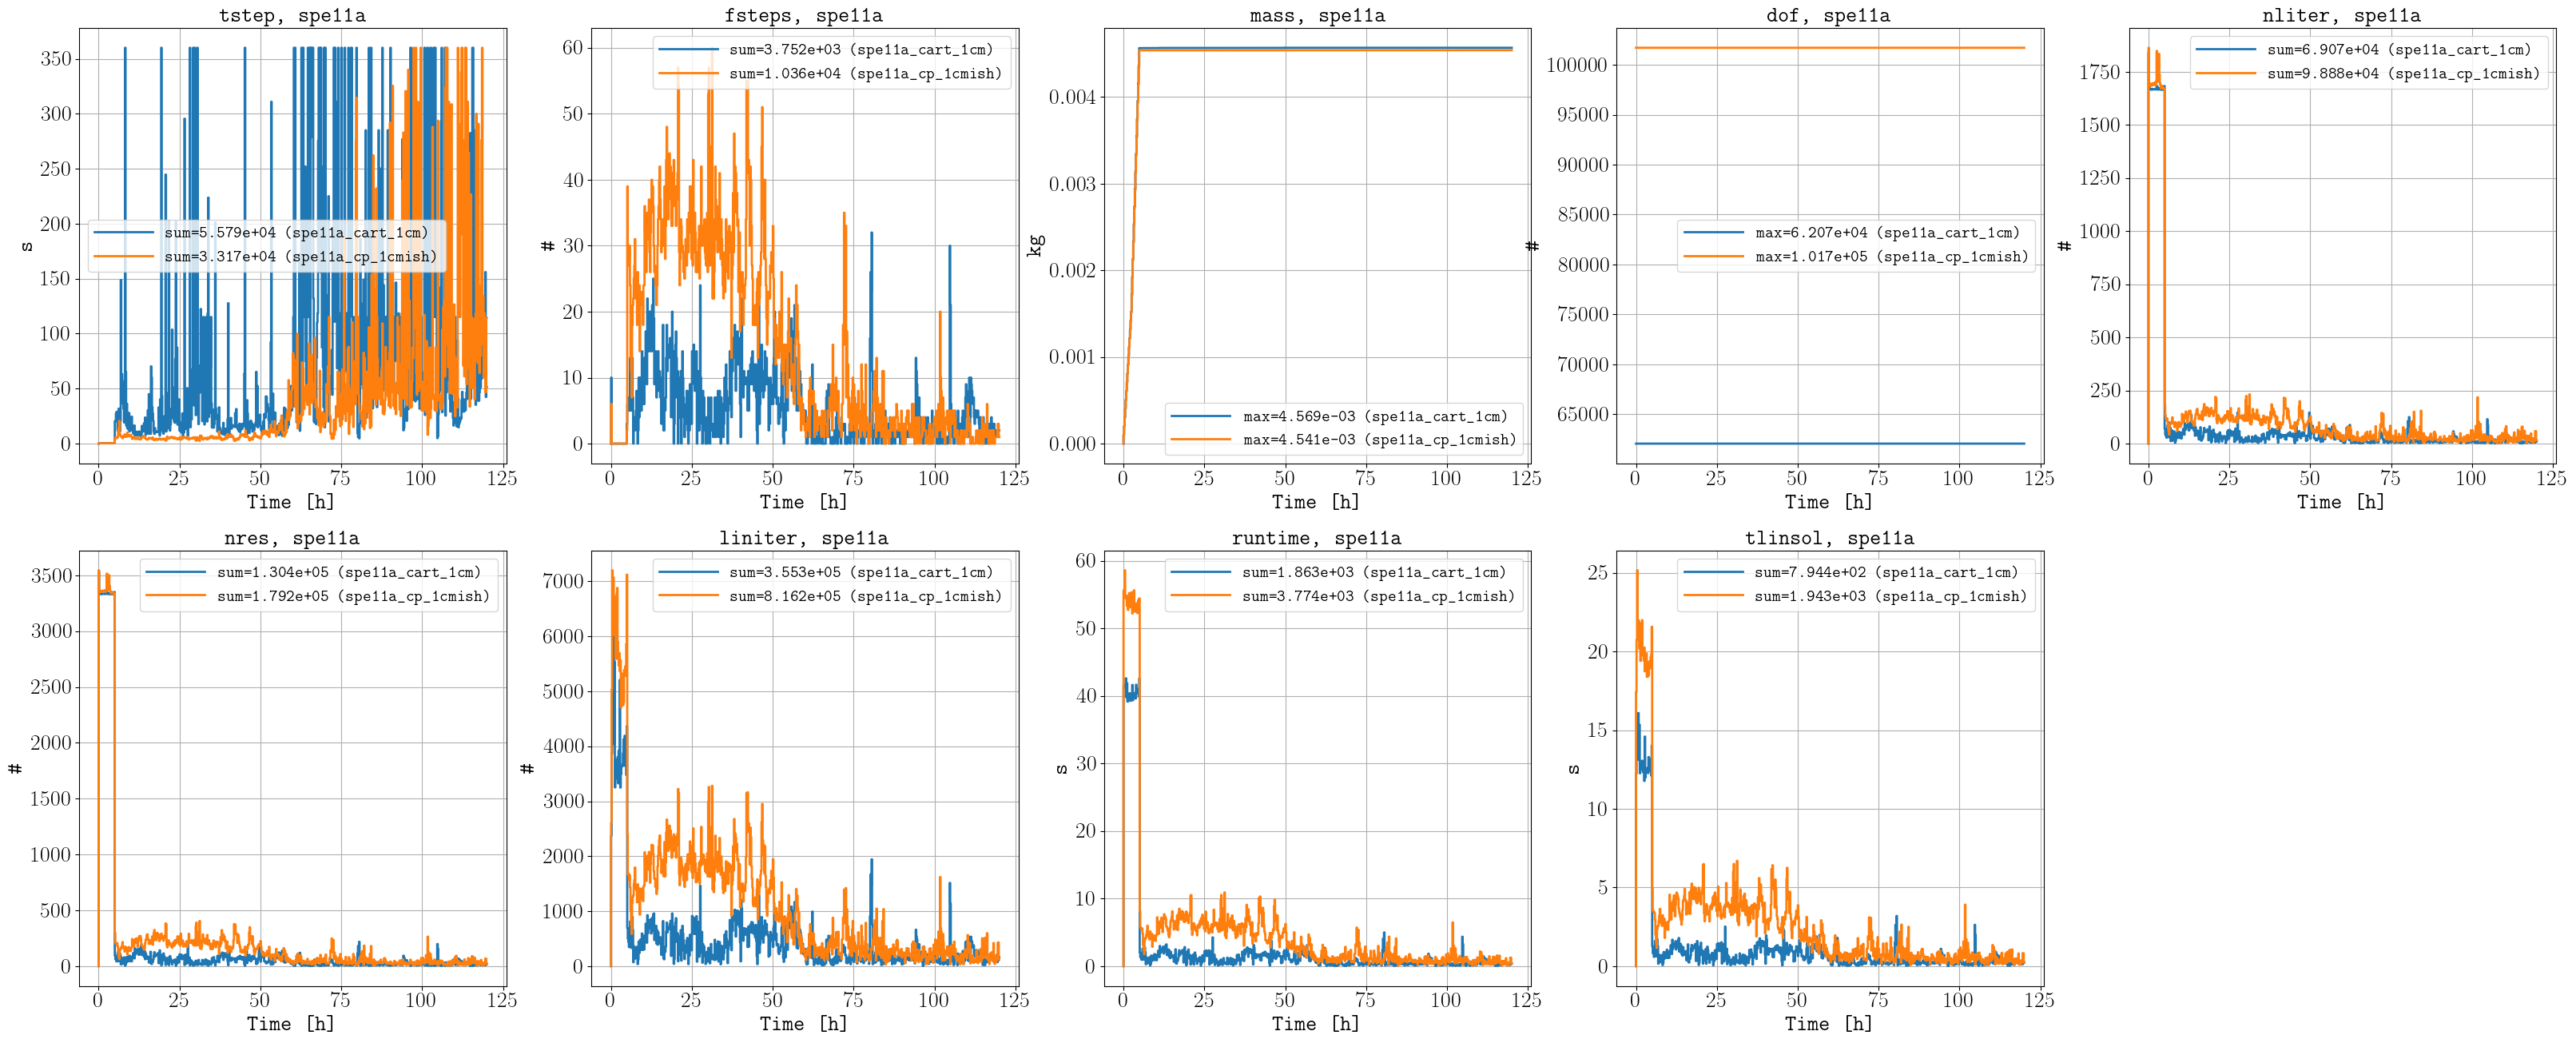 tstep, spe11a
350
300
250
200
150
100
50
0
s
sum=5.579e+04 (spe11a_cart_1cm)
sum=3.317e+04 (spe11a_cp_1cmish)
0 25 50 75 100 125
Time [h]
fsteps, spe11a
60
50
40
30
20
10
0
#
sum=3.752e+03 (spe11a_cart_1cm)
sum=1.036e+04 (spe11a_cp_1cmish)
0 25 50 75 100 125
Time [h]
mass, spe11a
0.004
0.003
0.002
0.001
0.000
kg
max=4.569e-03 (spe11a_cart_1cm)
max=4.541e-03 (spe11a_cp_1cmish)
0 25 50 75 100 125
Time [h]
dof, spe11a
100000
95000
90000
85000
80000
75000
70000
65000
#
max=6.207e+04 (spe11a_cart_1cm)
max=1.017e+05 (spe11a_cp_1cmish)
0 25 50 75 100 125
Time [h]
nliter, spe11a
1750
1500
1250
1000
750
500
250
0
#
sum=6.907e+04 (spe11a_cart_1cm)
sum=9.888e+04 (spe11a_cp_1cmish)
0 25 50 75 100 125
Time [h]
nres, spe11a
3500
3000
2500
2000
1500
1000
500
0
#
sum=1.304e+05 (spe11a_cart_1cm)
sum=1.792e+05 (spe11a_cp_1cmish)
0 25 50 75 100 125
Time [h]
liniter, spe11a
7000
6000
5000
4000
3000
2000
1000
0
#
sum=3.553e+05 (spe11a_cart_1cm)
sum=8.162e+05 (spe11a_cp_1cmish)
0 25 50 75 100 125
Time [h]
runtime, spe11a
60
50
40
30
20
10
0
s
sum=1.863e+03 (spe11a_cart_1cm)
sum=3.774e+03 (spe11a_cp_1cmish)
0 25 50 75 100 125
Time [h]
tlinsol, spe11a
25
20
15
10
5
0
s
sum=7.944e+02 (spe11a_cart_1cm)
sum=1.943e+03 (spe11a_cp_1cmish)
0 25 50 75 100 125
Time [h]